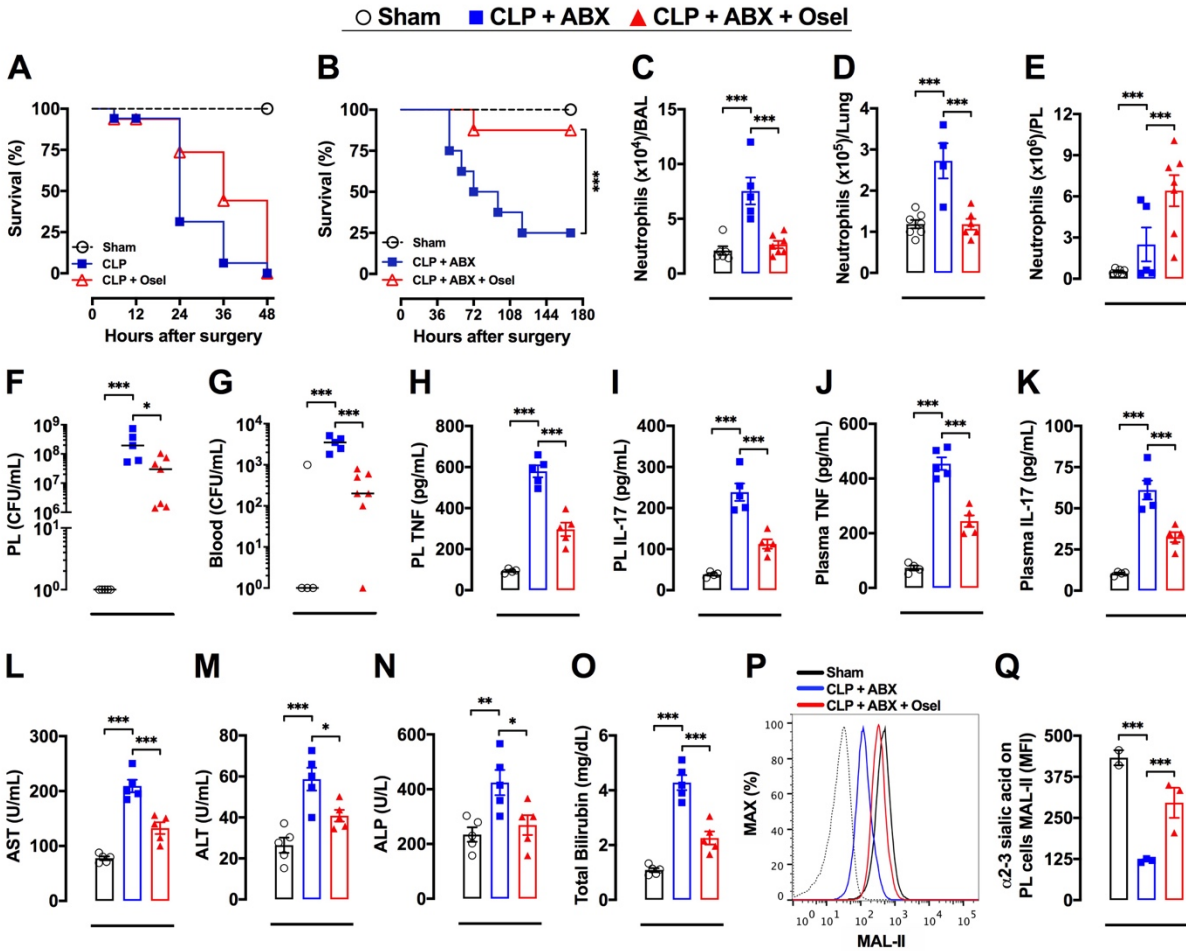 Sham CLP + ABX CLP + ABX + Osel
A
Survival (%)
100
75
50
25
0
Sham
CLP
CLP + Osel
0 12 24 36 48
Hours after surgery
B
Survival (%)
100
75
50
25
0
***
Sham
CLP + ABX
CLP + ABX + Osel
0 36 72 108 144 180
Hours after surgery
C
Neutrophils (x10⁴)/BAL
15
10
5
0
***
***
D
Neutrophils (x10⁵)/Lung
4
3
2
1
0
***
***
E
Neutrophils (x10⁶)/PL
12
9
6
3
0
***
***
F
PL (CFU/mL)
10⁹
10⁸
10⁷
10⁶
10¹
10⁰
***
*
G
Blood (CFU/mL)
10⁴
10³
10²
10¹
10⁰
***
***
H
PL TNF (pg/mL)
800
600
400
200
0
***
***
I
PL IL-17 (pg/mL)
400
300
200
100
0
***
***
J
Plasma TNF (pg/mL)
600
400
200
0
***
***
K
Plasma IL-17 (pg/mL)
120
90
60
30
0
***
***
L
AST (U/mL)
300
200
100
0
***
***
M
ALT (U/mL)
80
60
40
20
0
***
*
N
ALP (U/L)
800
600
400
200
0
**
*
O
Total Bilirubin (mg/dL)
6
4
2
0
***
***
P
Sham
CLP + ABX
CLP + ABX + Osel
MAX (%)
100
80
60
40
20
0
10⁰ 10¹ 10² 10³ 10⁴ 10⁵
MAL-II
Q
α2-3 sialic acid on
PL cells MAL-II (MFI)
450
375
250
125
0
***
***